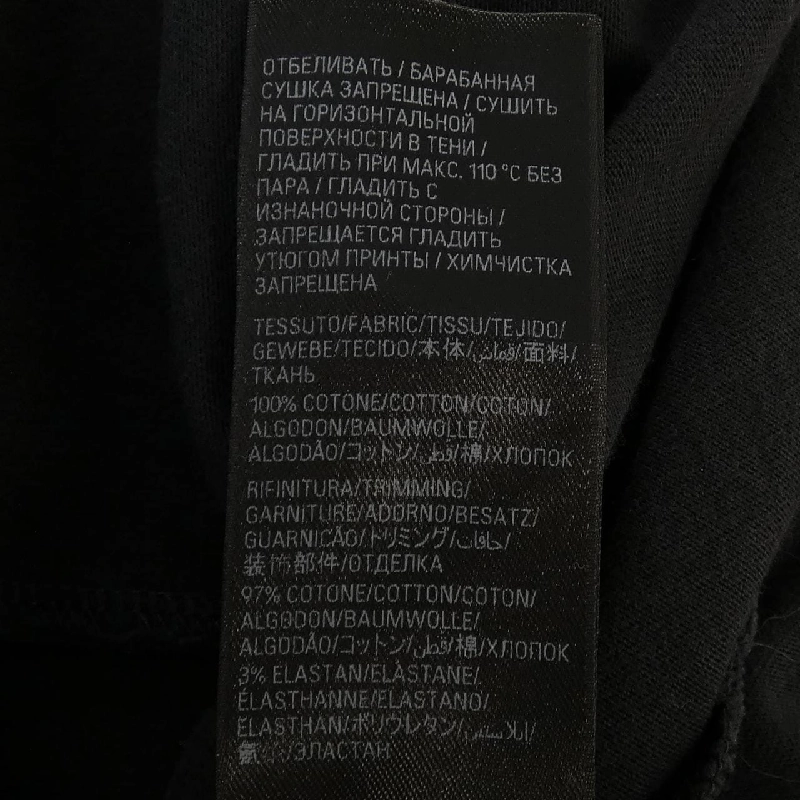 ОТБЕЛИВАТЬ / БАРАБАННАЯ
СУШКА ЗАПРЕЩЕНА / СУШИТЬ
НА ГОРИЗОНТАЛЬНОЙ
ПОВЕРХНОСТИ В ТЕНИ /
ГЛАДИТЬ ПРИ МАКС. 110 °C БЕЗ
ПАРА / ГЛАДИТЬ С
ИЗНАНОЧНОЙ СТОРОНЫ /
ЗАПРЕЩАЕТСЯ ГЛАДИТЬ
УТЮГОМ ПРИНТЫ / ХИМЧИСТКА
ЗАПРЕЩЕНА
TESSUTO/FABRIC/TISSU/TEJIDO/
GEWEBE/TECIDO/本体/قماش/面料/
ТКАНЬ
100% COTONE/COTTON/COTON/
ALGODON/BAUMWOLLE/
ALGODÃO/コットン/قطن/棉/ХЛОПОК
RIFINITURA/TRIMMING/
GARNITURE/ADORNO/BESATZ/
GUARNICÃO/トリミング/حافات/
装饰部件/ОТДЕЛКА
97% COTONE/COTTON/COTON/
ALGODON/BAUMWOLLE/
ALGODÃO/コットン/قطن/棉/ХЛОПОК
3% ELASTAN/ELASTANE/
ÉLASTHANNE/ELASTANO/
ELASTHAN/ポリウレタン/
/ЭЛАСТАН